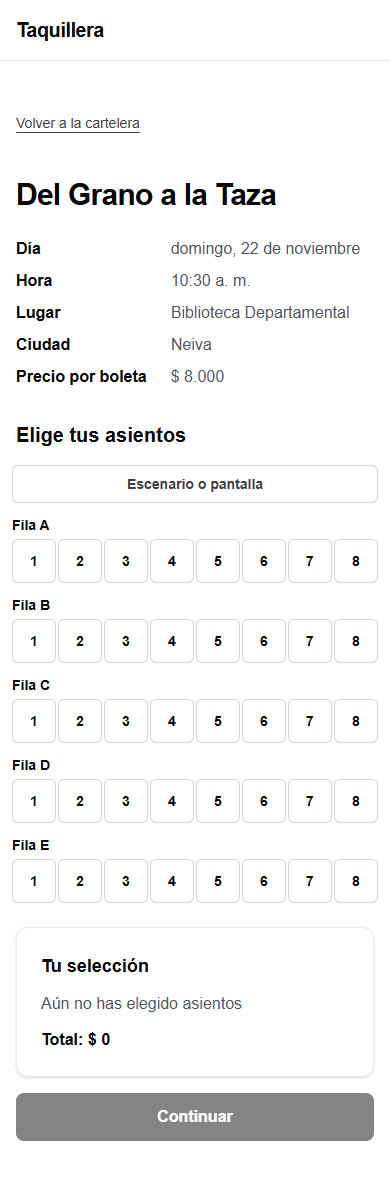 Taquillera
Volver a la cartelera
Del Grano a la Taza
Día domingo, 22 de noviembre
Hora 10:30 a. m.
Lugar Biblioteca Departamental
Ciudad Neiva
Precio por boleta $ 8.000
Elige tus asientos
Escenario o pantalla
Fila A
1 2 3 4 5 6 7 8
Fila B
1 2 3 4 5 6 7 8
Fila C
1 2 3 4 5 6 7 8
Fila D
1 2 3 4 5 6 7 8
Fila E
1 2 3 4 5 6 7 8
Tu selección
Aún no has elegido asientos
Total: $ 0
Continuar